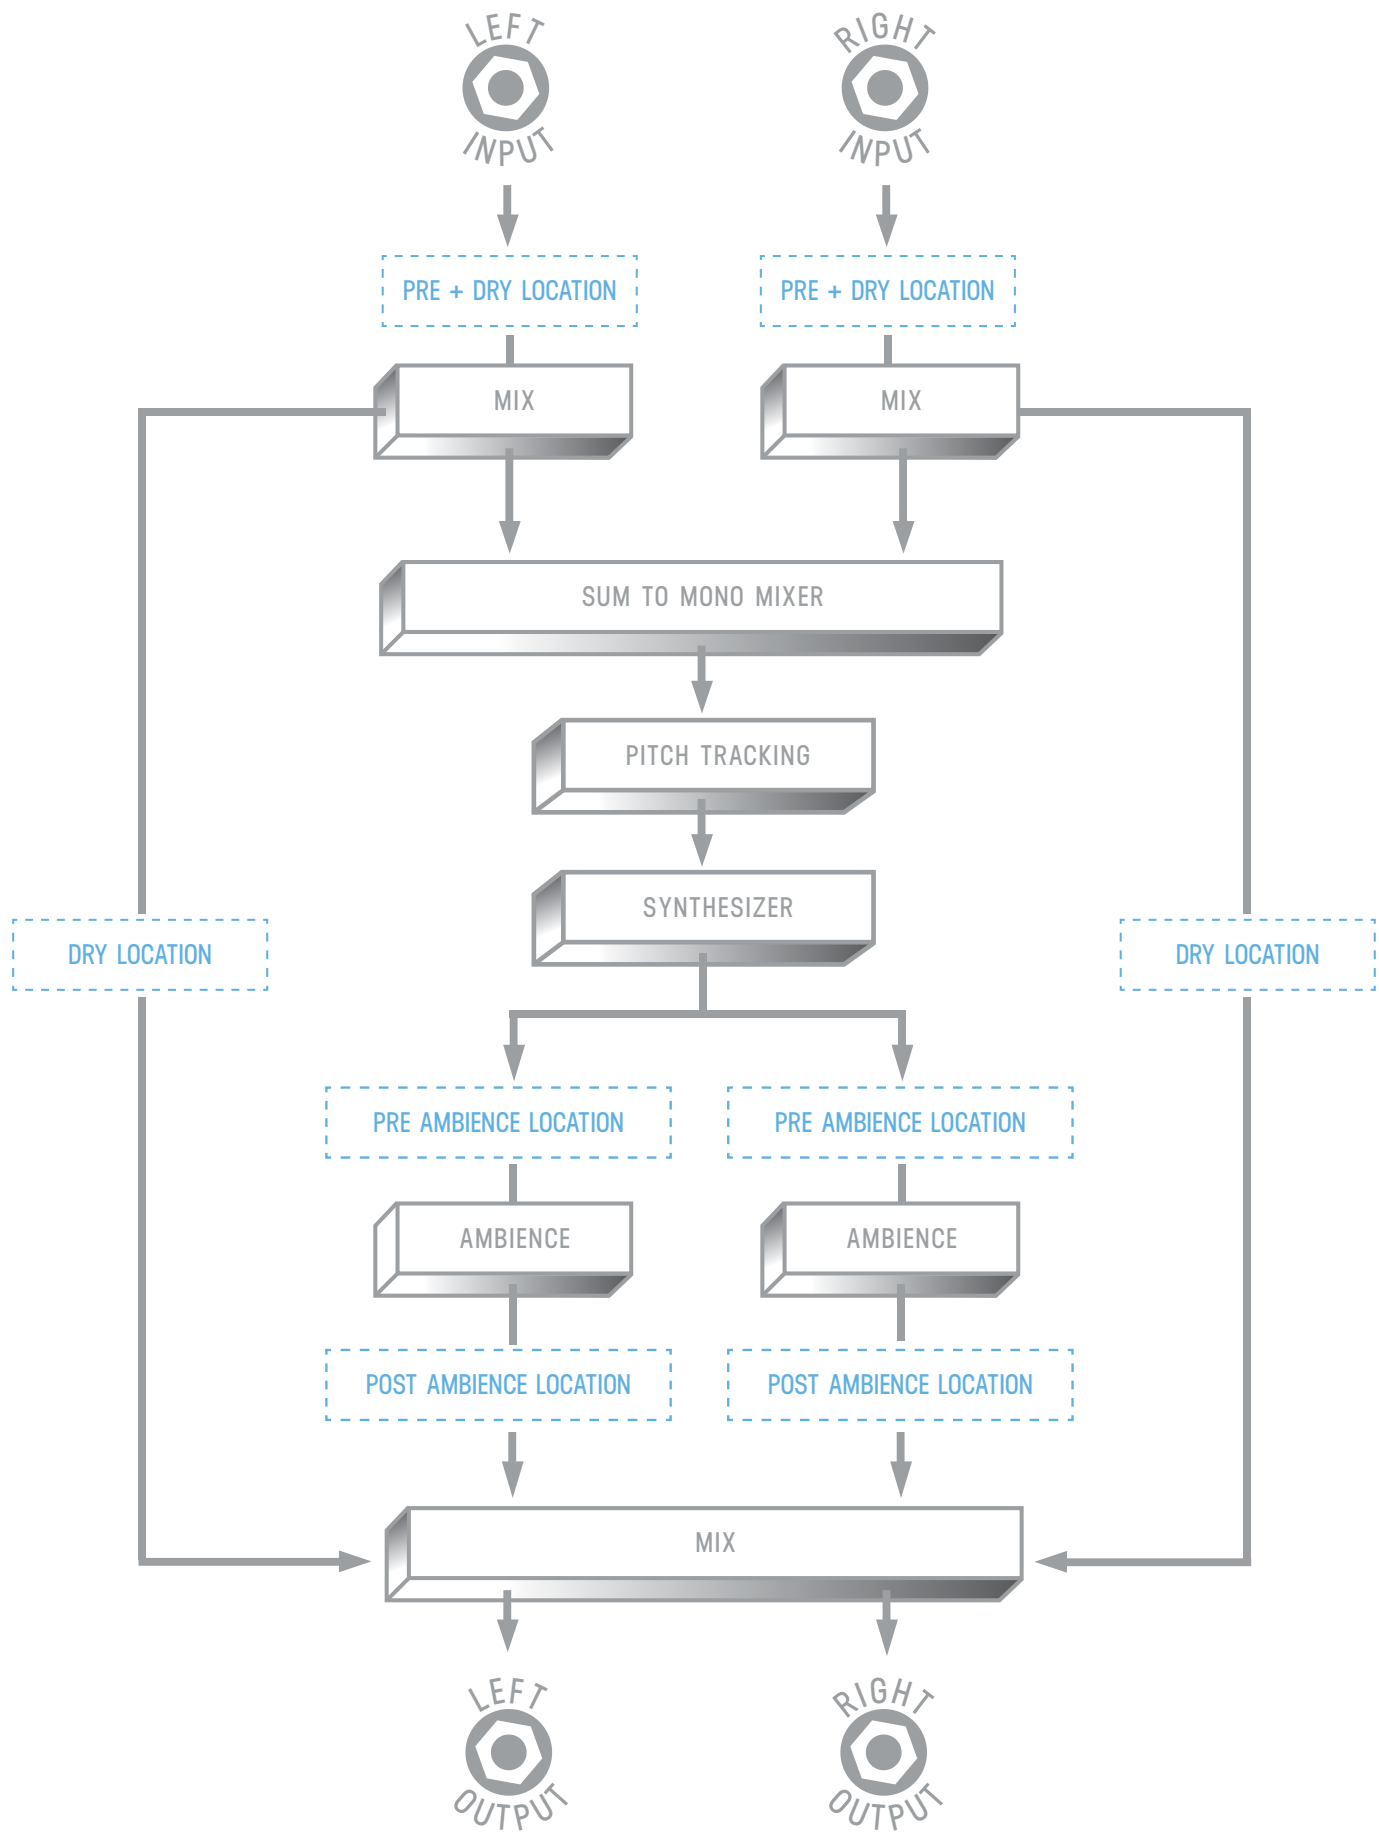 LEFT
INPUT
RIGHT
INPUT
PRE + DRY LOCATION
PRE + DRY LOCATION
MIX
MIX
SUM TO MONO MIXER
PITCH TRACKING
SYNTHESIZER
DRY LOCATION
DRY LOCATION
PRE AMBIENCE LOCATION
PRE AMBIENCE LOCATION
AMBIENCE
AMBIENCE
POST AMBIENCE LOCATION
POST AMBIENCE LOCATION
MIX
LEFT
OUTPUT
RIGHT
OUTPUT